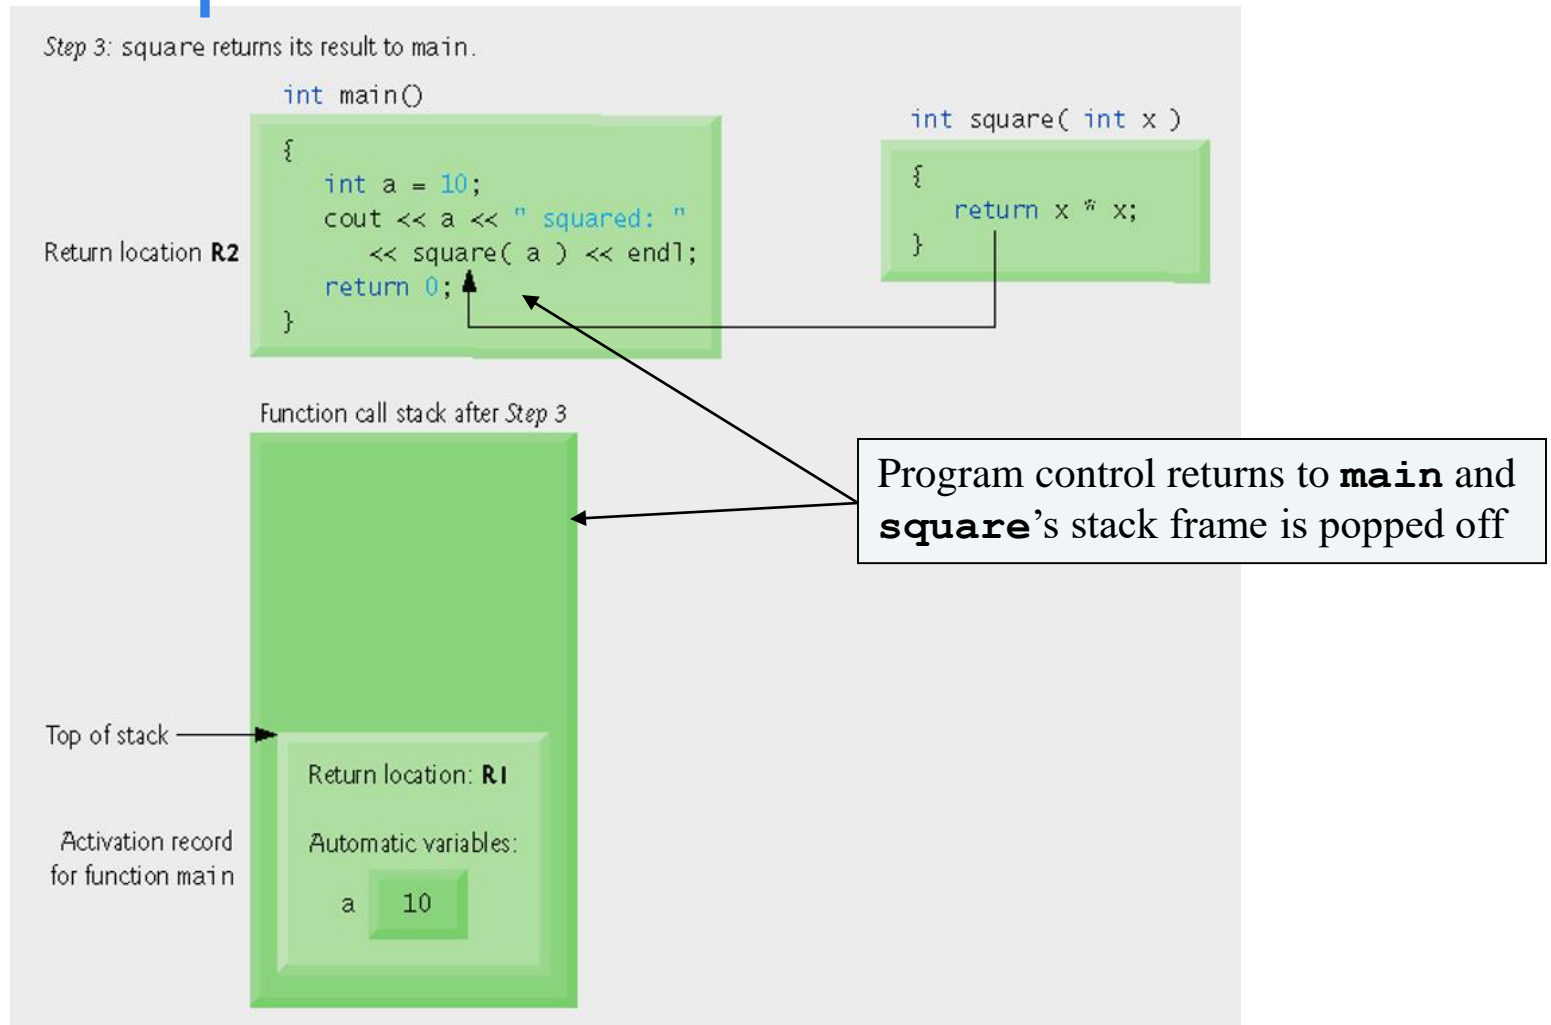 Step 3: square returns its result to main.
int main()
{
int a = 10;
cout << a << " squared: "
<< square( a ) << endl;
return 0;
}
Return location R2
int square( int x )
{
return x * x;
}
Program control returns to main and
square’s stack frame is popped off
Function call stack after Step 3
Top of stack
Return location: R1
Activation record
for function main
Automatic variables:
a 10